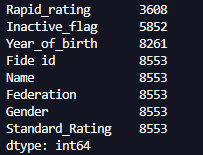 Rapid_rating 3608
Inactive_flag 5852
Year_of_birth 8261
Fide id 8553
Name 8553
Federation 8553
Gender 8553
Standard_Rating 8553
dtype: int64